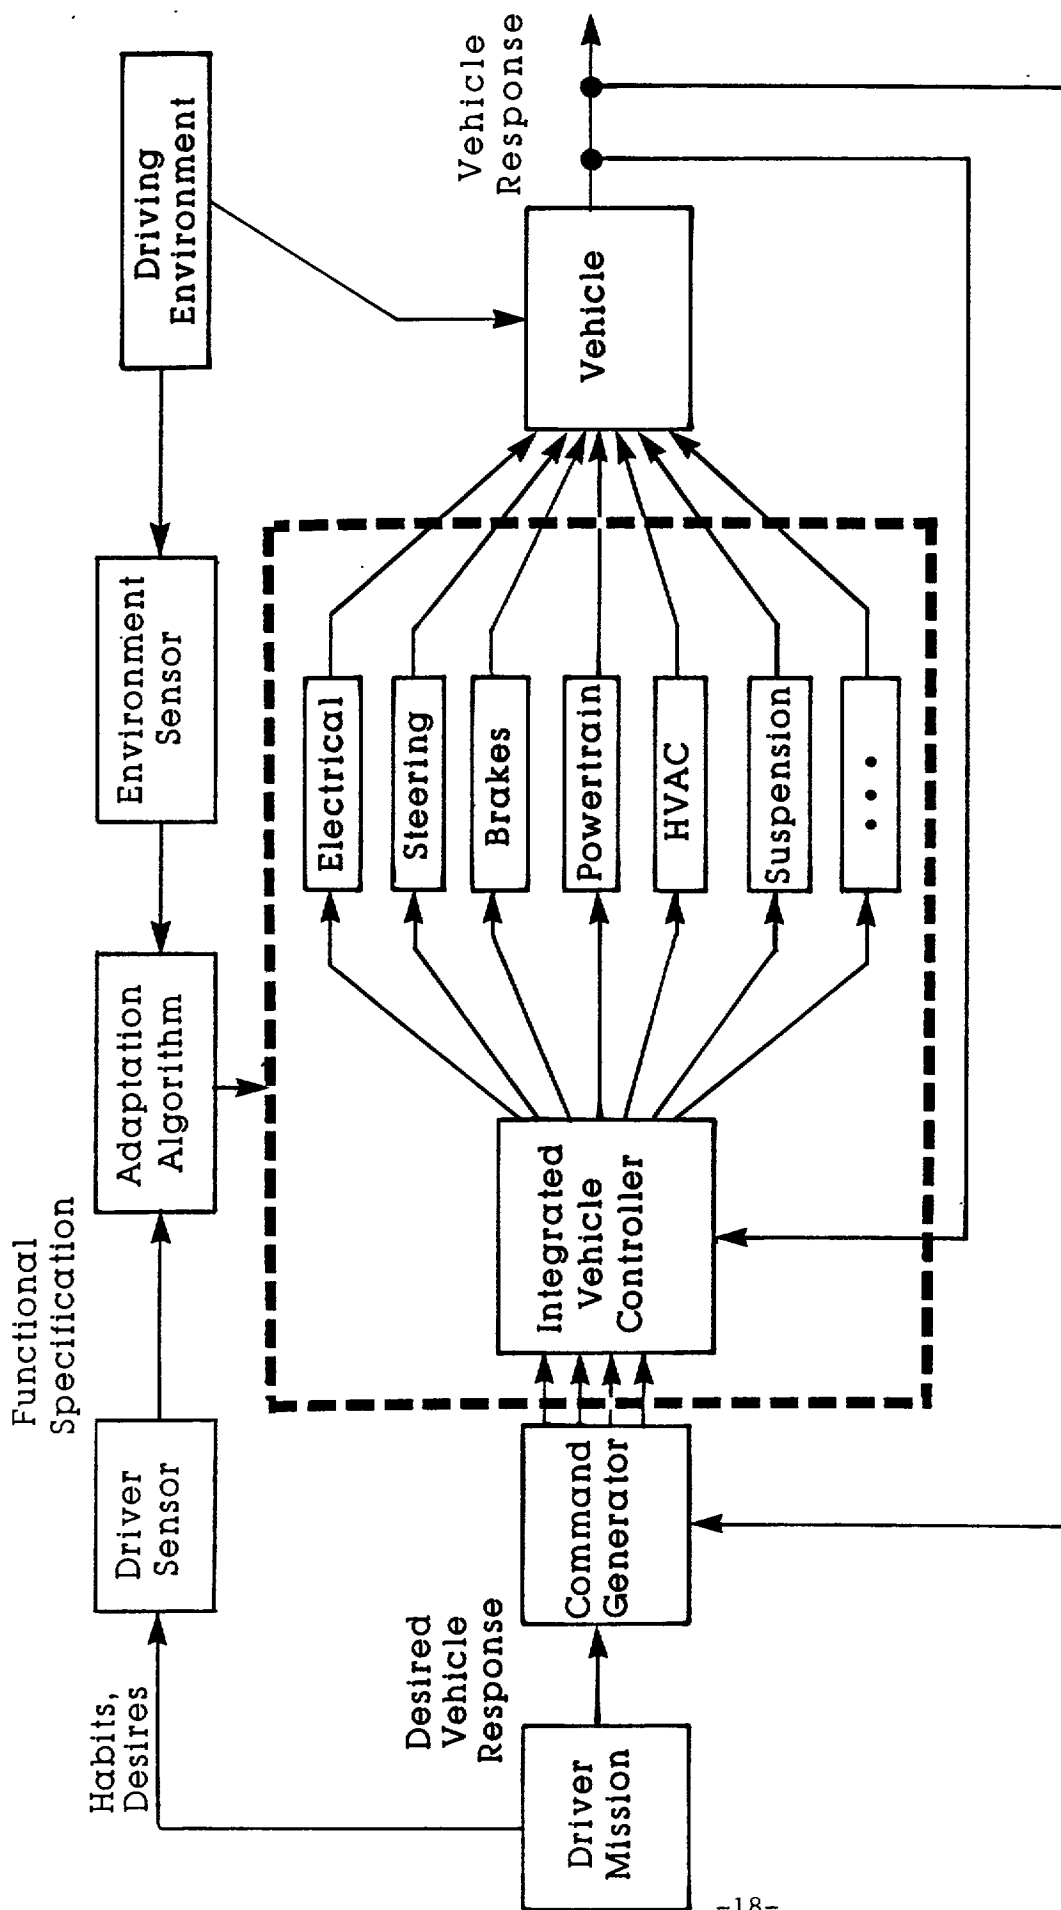 Habits,
Desires
Driver
Sensor
Functional
Specification
Adaptation
Algorithm
Environment
Sensor
Driving
Environment
Driver
Mission
Desired
Vehicle
Response
Command
Generator
Integrated
Vehicle
Controller
Electrical
Steering
Brakes
Powertrain
HVAC
Suspension
• • •
Vehicle
Vehicle
Response
-18-